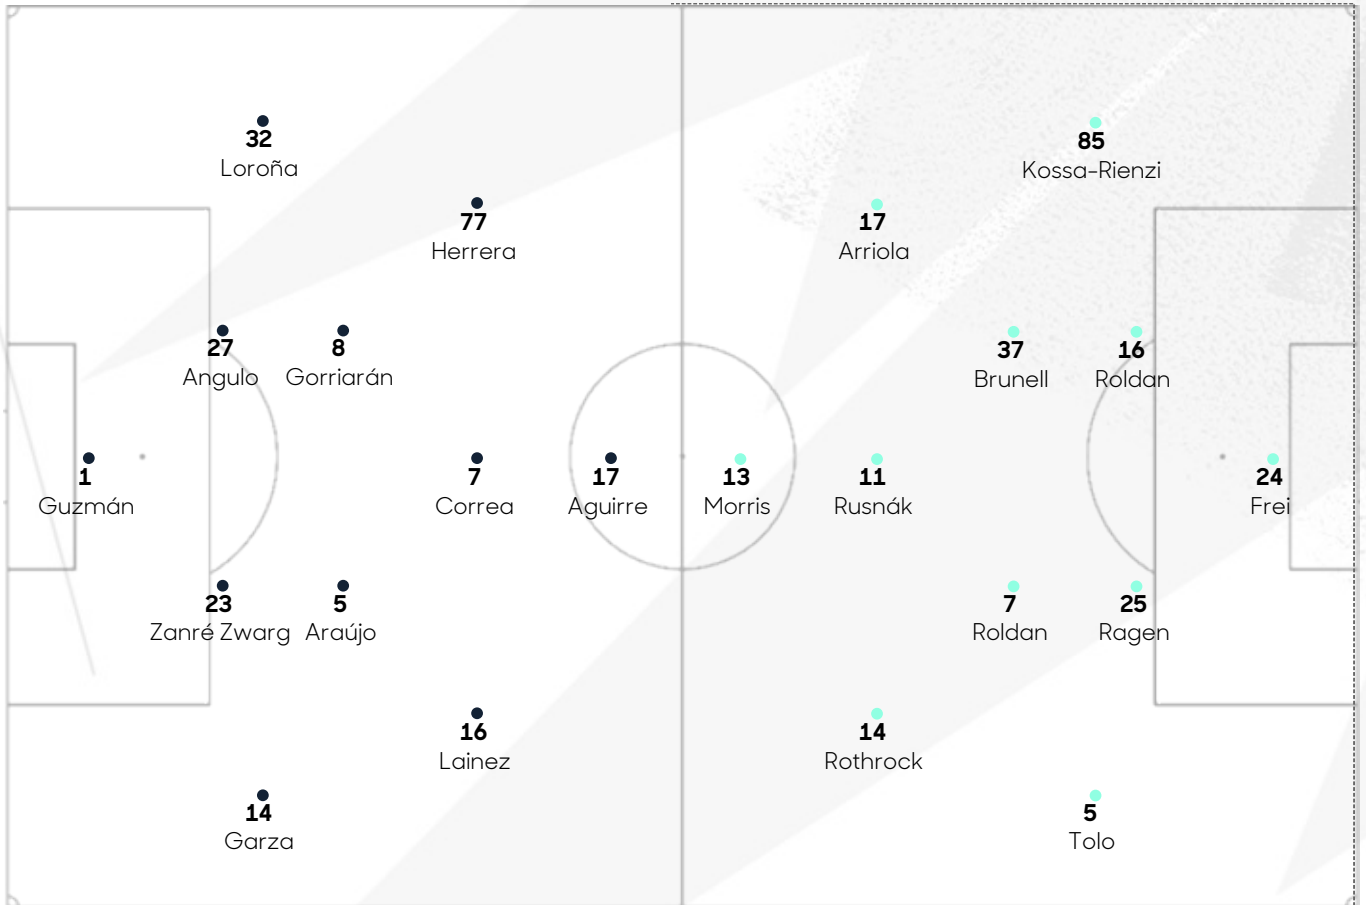 32
Loroña
85
Kossa-Rienzi
77
Herrera
17
Arriola
27
Angulo
8
Gorriarán
37
Brunell
16
Roldan
1
Guzmán
7
Correa
17
Aguirre
13
Morris
11
Rusnák
24
Frei
23
Zanré Zwarg
5
Araújo
7
Roldan
25
Ragen
16
Lainez
14
Rothrock
14
Garza
5
Tolo